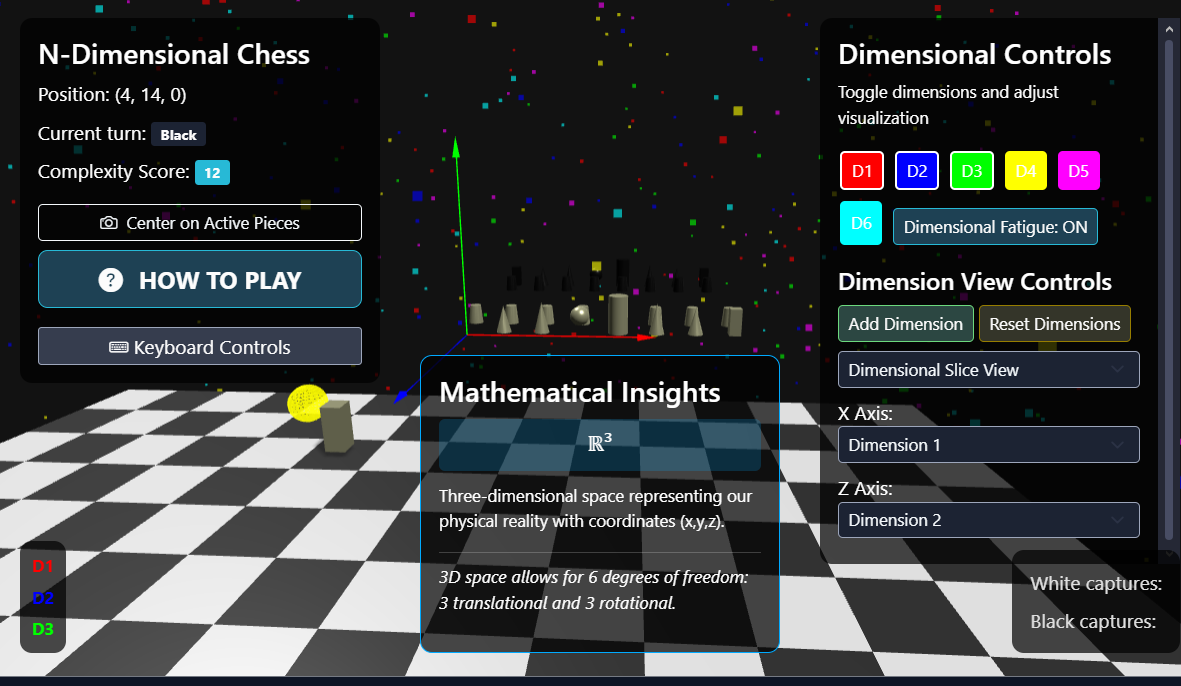 N-Dimensional Chess
Position: (4, 14, 0)
Current turn: Black
Complexity Score: 12
Center on Active Pieces
? HOW TO PLAY
Keyboard Controls
D1
D2
D3
Mathematical Insights
ℝ³
Three-dimensional space representing our
physical reality with coordinates (x,y,z).
3D space allows for 6 degrees of freedom:
3 translational and 3 rotational.
Dimensional Controls
Toggle dimensions and adjust
visualization
D1 D2 D3 D4 D5
D6 Dimensional Fatigue: ON
Dimension View Controls
Add Dimension Reset Dimensions
Dimensional Slice View
X Axis:
Dimension 1
Z Axis:
Dimension 2
White captures:
Black captures: